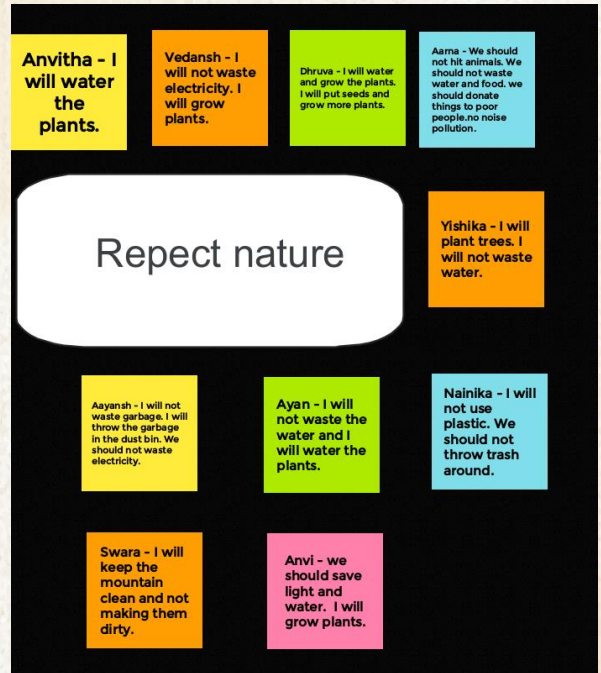 Anvitha - I
will water
the
plants.
Vedansh - I
will not waste
electricity. I
will grow
plants.
Dhruva - I will water
and grow the plants.
I will put seeds and
grow more plants.
Aarna - We should
not hit animals. We
should not waste
water and food. we
should donate
things to poor
people.no noise
pollution.
Repect nature
Yishika - I will
plant trees. I
will not waste
water.
Aayansh - I will not
waste garbage. I will
throw the garbage
in the dust bin. We
should not waste
electricity.
Ayan - I will
not waste the
water and I
will water the
plants.
Nainika - I will
not use
plastic. We
should not
throw trash
around.
Swara - I will
keep the
mountain
clean and not
making them
dirty.
Anvi - we
should save
light and
water.  I will
grow plants.